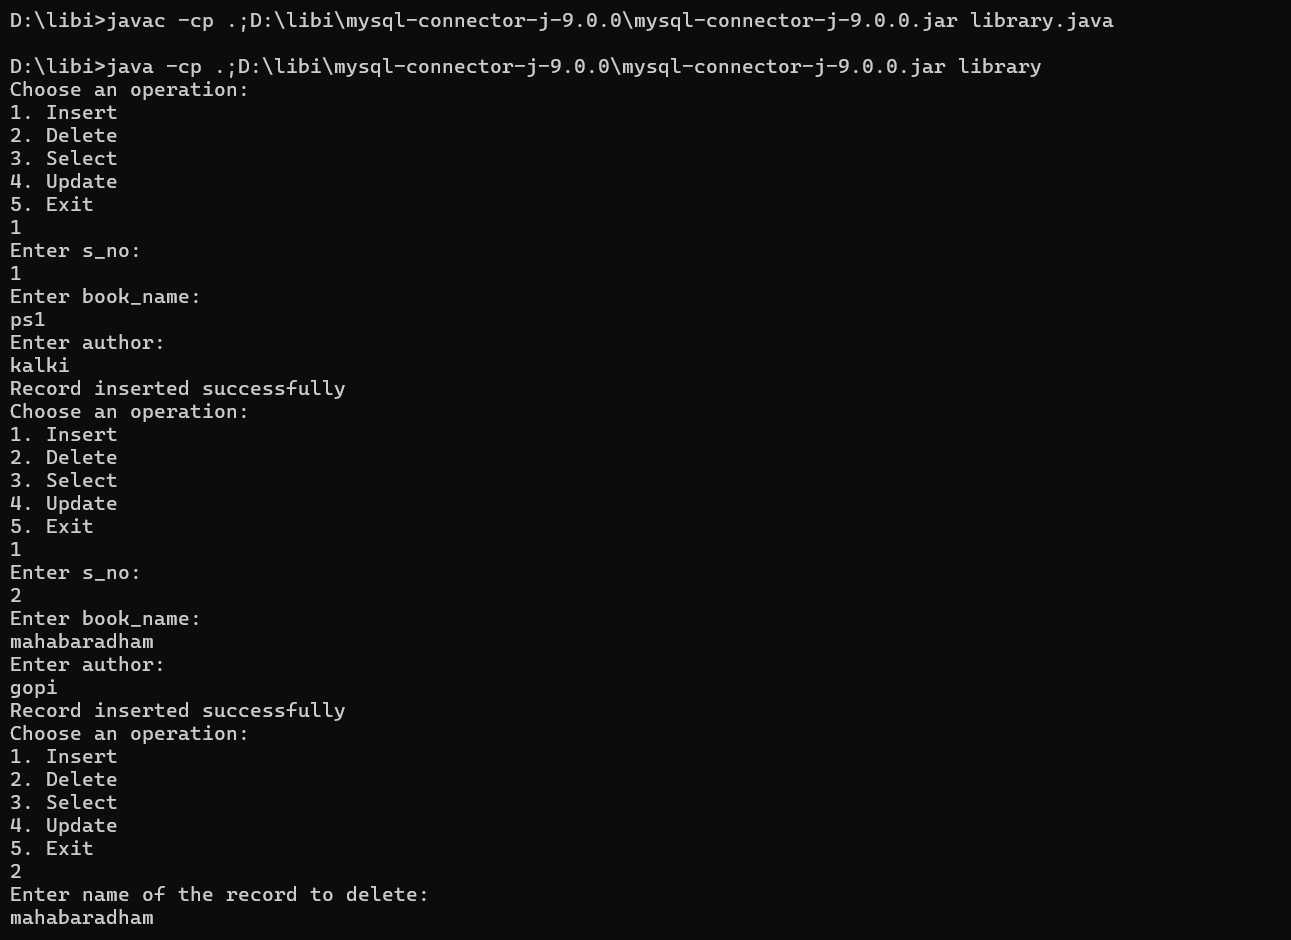 D:\libi>javac -cp .;D:\libi\mysql-connector-j-9.0.0\mysql-connector-j-9.0.0.jar library.java
D:\libi>java -cp .;D:\libi\mysql-connector-j-9.0.0\mysql-connector-j-9.0.0.jar library
Choose an operation:
1. Insert
2. Delete
3. Select
4. Update
5. Exit
1
Enter s_no:
1
Enter book_name:
ps1
Enter author:
kalki
Record inserted successfully
Choose an operation:
1. Insert
2. Delete
3. Select
4. Update
5. Exit
1
Enter s_no:
2
Enter book_name:
mahabaradham
Enter author:
gopi
Record inserted successfully
Choose an operation:
1. Insert
2. Delete
3. Select
4. Update
5. Exit
2
Enter name of the record to delete:
mahabaradham